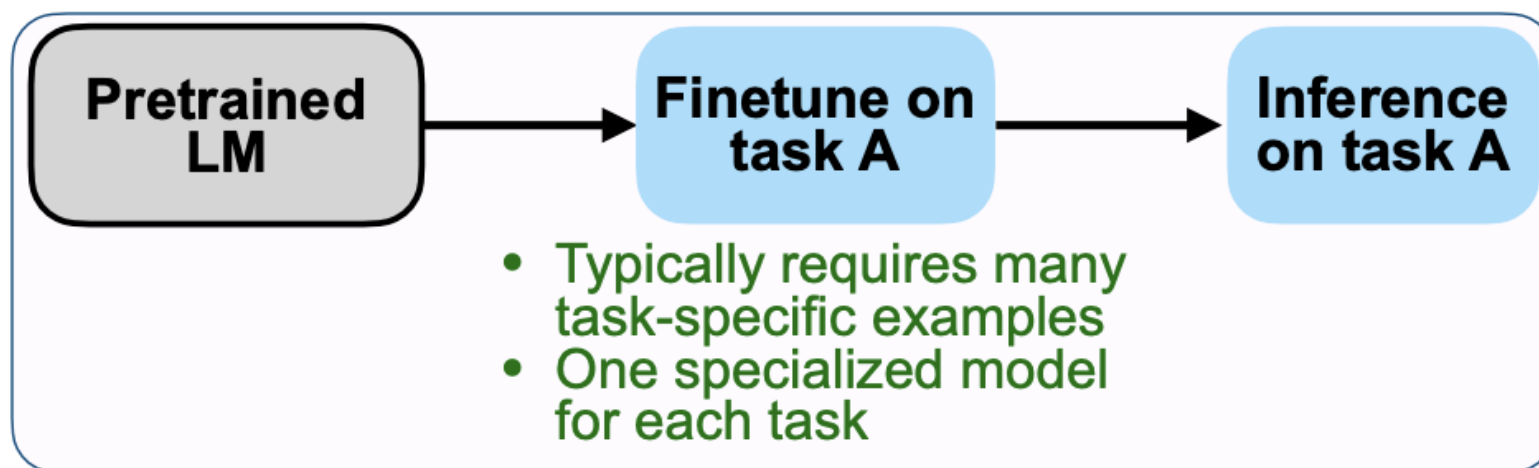 Pretrained
LM
Finetune on
task A
Inference
on task A
• Typically requires many
task-specific examples
• One specialized model
for each task